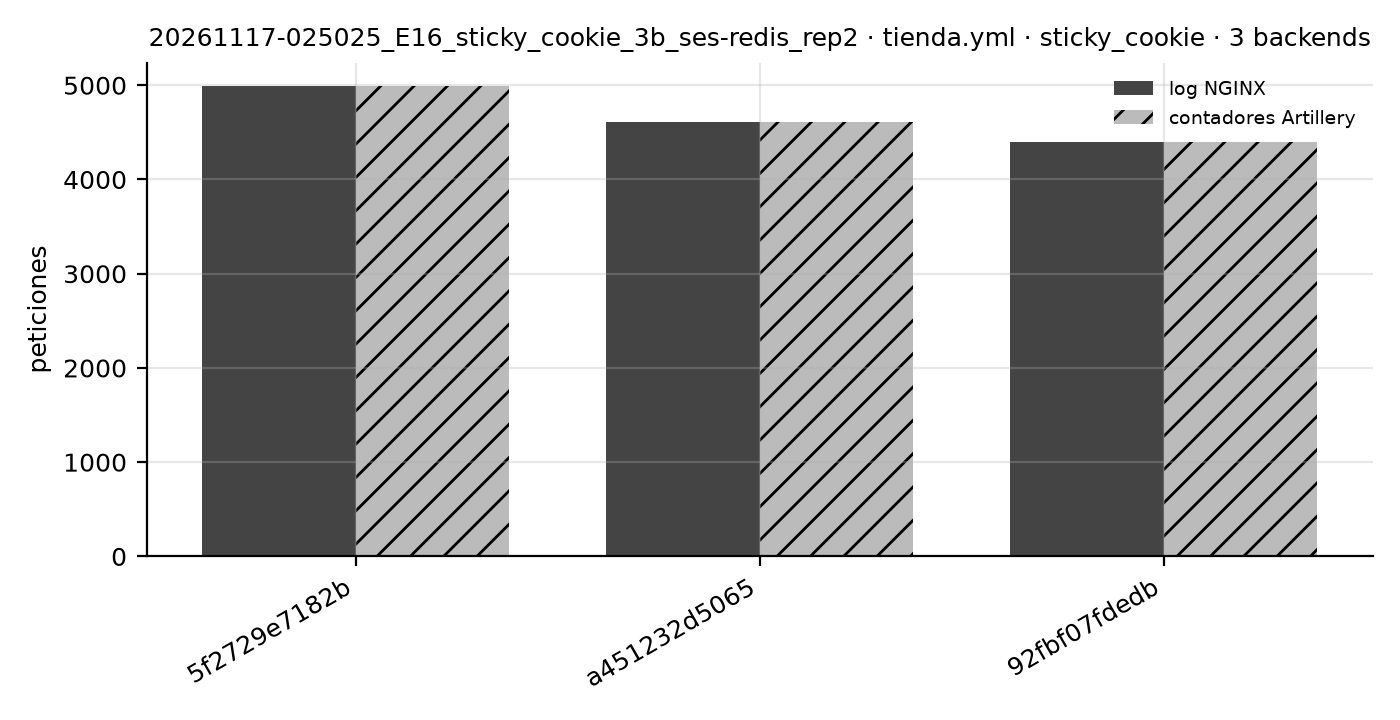 20261117-025025_E16_sticky_cookie_3b_ses-redis_rep2 · tienda.yml · sticky_cookie · 3 backends
log NGINX
contadores Artillery
peticiones
5000
4000
3000
2000
1000
0
5f2729e7182b
a451232d5065
92fbf07fdedb